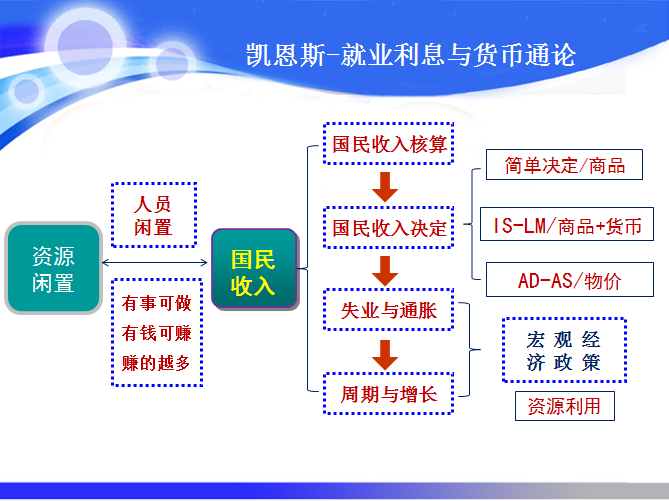 凯恩斯-就业利息与货币通论
资源
闲置
人员
闲置
有事可做
有钱可赚
赚的越多
国民
收入
国民收入核算
国民收入决定
失业与通胀
周期与增长
简单决定/商品
IS-LM/商品+货币
AD-AS/物价
宏 观 经
济 政 策
资源利用